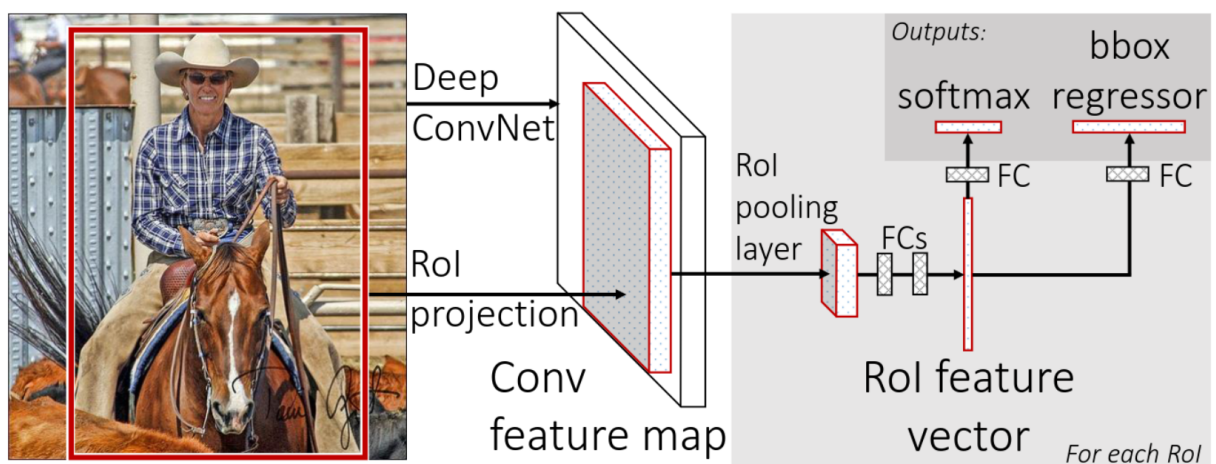 Deep
ConvNet
RoI
projection
Conv
feature map
RoI
pooling
layer
FCs
RoI feature
vector
Outputs:
softmax
bbox
regressor
FC
FC
For each RoI